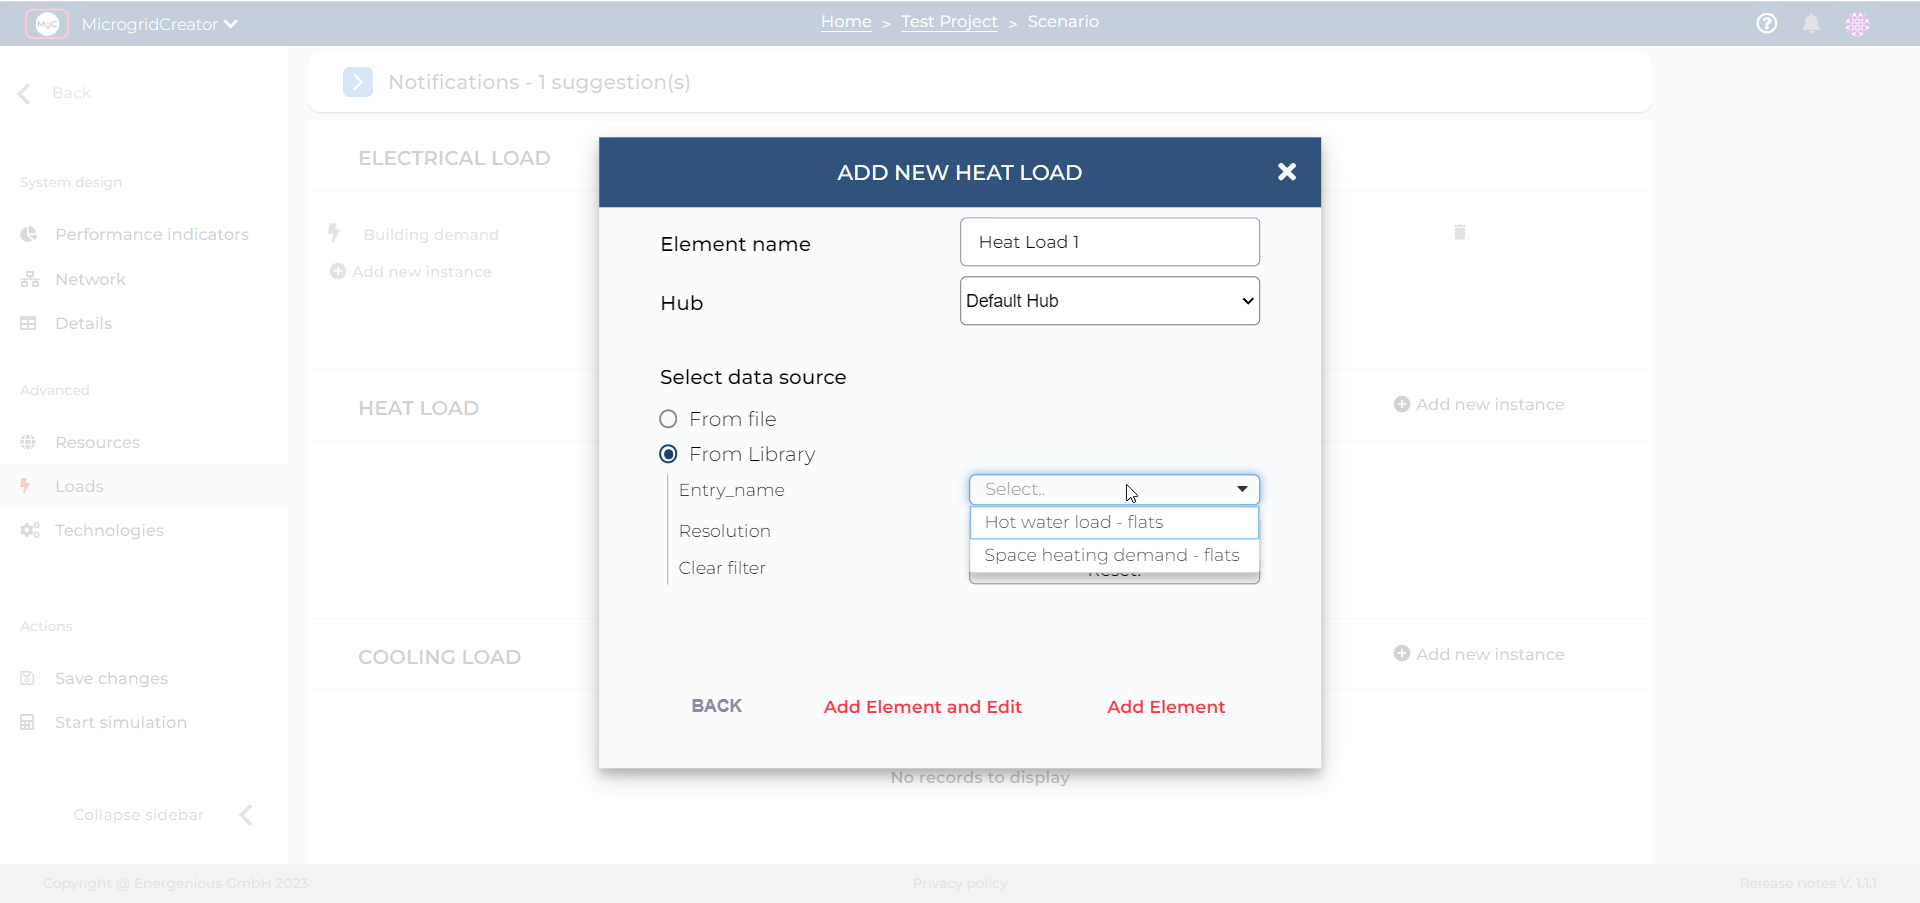 MgC MicrogridCreator
Home > Test Project > Scenario
Back
Notifications - 1 suggestion(s)
System design
Performance indicators
Network
Details
Advanced
Resources
Loads
Technologies
Actions
Save changes
Start simulation
Collapse sidebar
ELECTRICAL LOAD
Building demand
Add new instance
HEAT LOAD
Add new instance
COOLING LOAD
Add new instance
No records to display
ADD NEW HEAT LOAD
Element name
Heat Load 1
Hub
Default Hub
Select data source
From file
From Library
Entry_name
Select..
Hot water load - flats
Space heating demand - flats
Resolution
Clear filter
Reset!
BACK
Add Element and Edit
Add Element
Copyright @ Energenious GmbH 2023
Privacy policy
Release notes V. 1.1.1